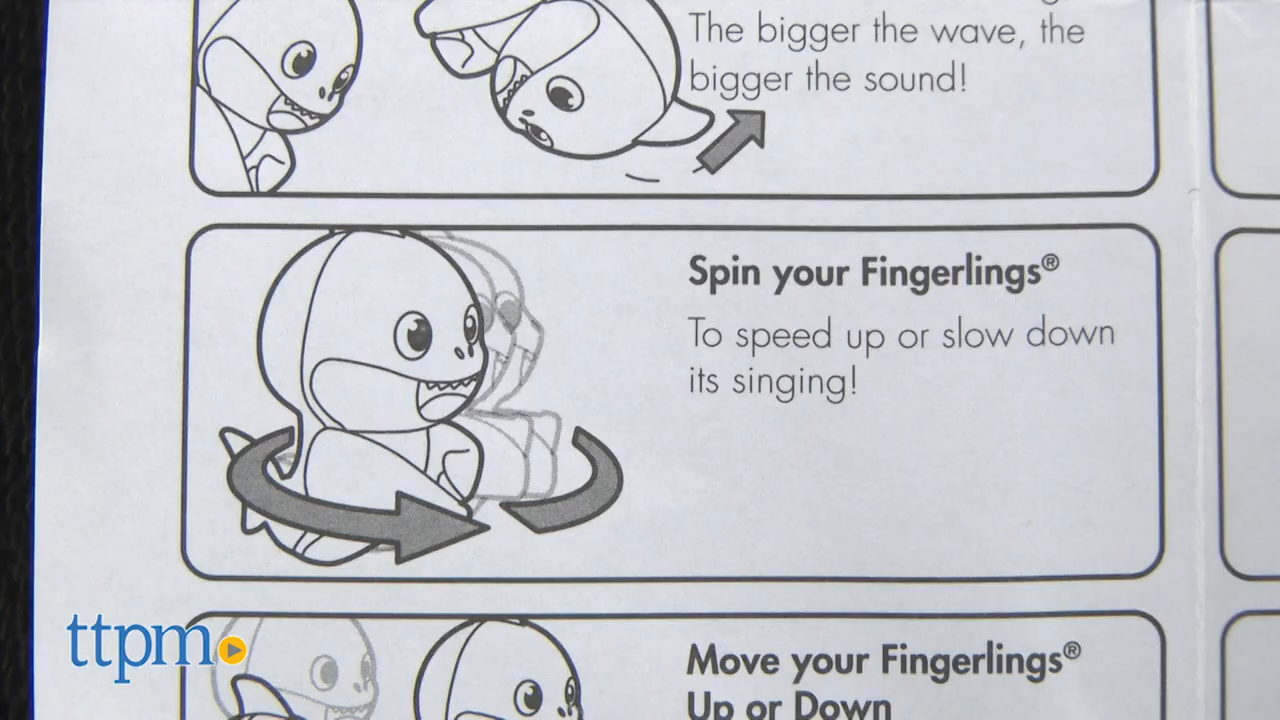 The bigger the wave, the
bigger the sound!
Spin your Fingerlings®
To speed up or slow down
its singing!
ttpm
Move your Fingerlings®
Up or Down